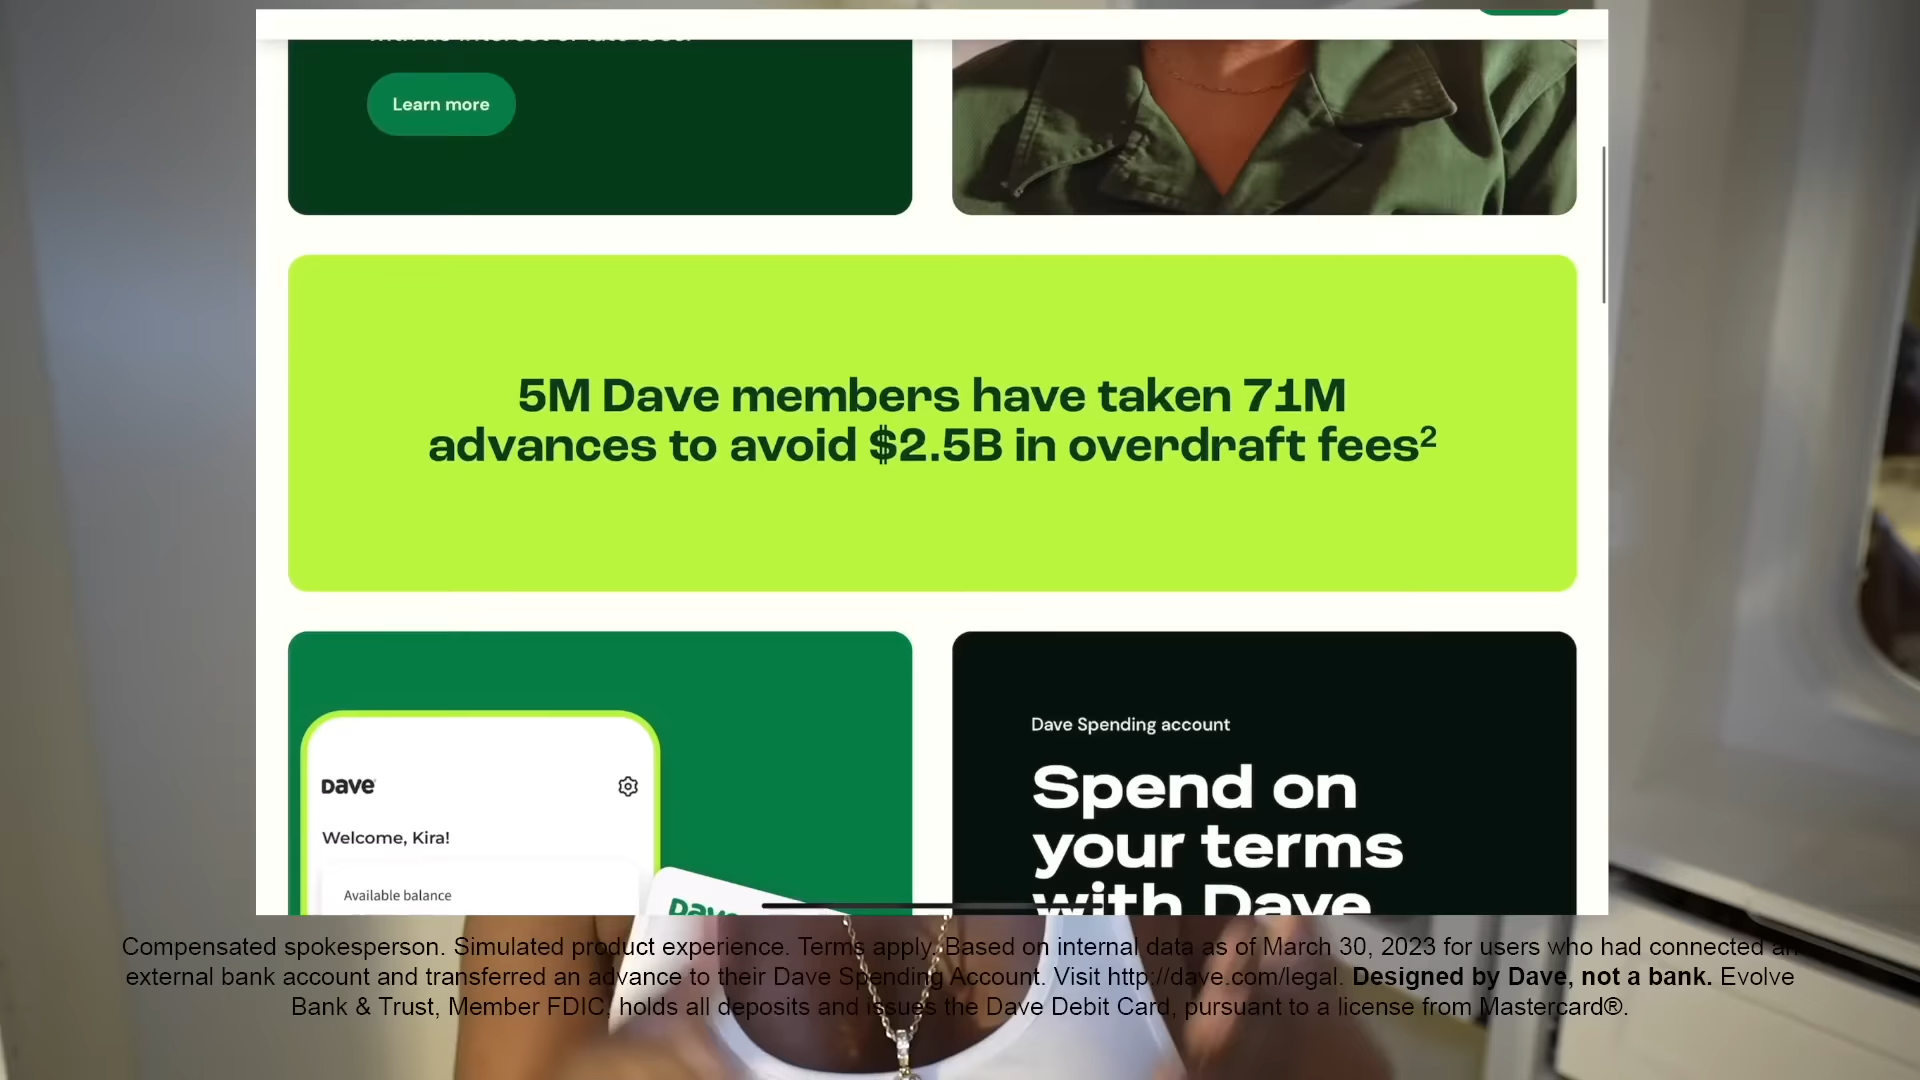 Learn more
5M Dave members have taken 71M
advances to avoid $2.5B in overdraft fees²
Dave Spending account
Spend on
your terms
with Dave
Dave
Welcome, Kira!
Available balance
Dave
Compensated spokesperson. Simulated product experience. Terms apply. Based on internal data as of March 30, 2023 for users who had connected an
external bank account and transferred an advance to their Dave Spending Account. Visit http://dave.com/legal. Designed by Dave, not a bank. Evolve
Bank & Trust, Member FDIC, holds all deposits and issues the Dave Debit Card, pursuant to a license from Mastercard®.